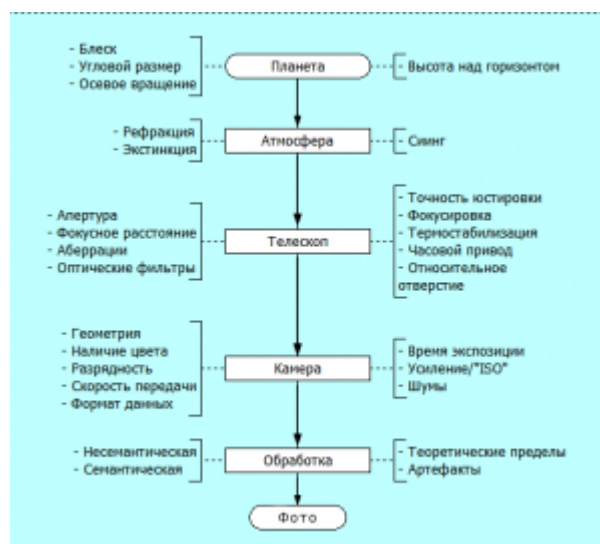 - Блеск
- Угловой размер
- Осевое вращение
Планета
- Высота над горизонтом
- Рефракция
- Экстинкция
Атмосфера
- Сиинг
- Апертура
- Фокусное расстояние
- Аберрации
- Оптические фильтры
Телескоп
- Точность юстировки
- Фокусировка
- Термостабилизация
- Часовой привод
- Относительное
отверстие
- Геометрия
- Наличие цвета
- Разрядность
- Скорость передачи
- Формат данных
Камера
- Время экспозиции
- Усиление/"ISO"
- Шумы
- Несемантическая
- Семантическая
Обработка
- Теоретические пределы
- Артефакты
Фото